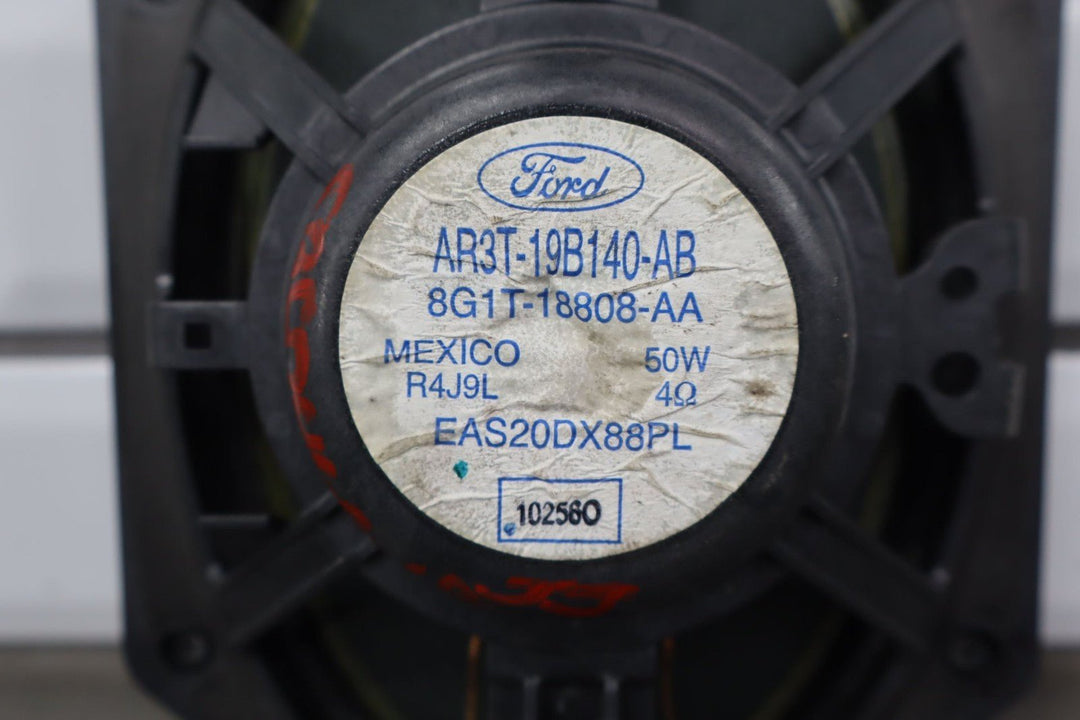 Ford
AR3T-19B140-AB
8G1T-18808-AA
MEXICO 50W
R4J9L 4Ω
EAS20DX88PL
102560